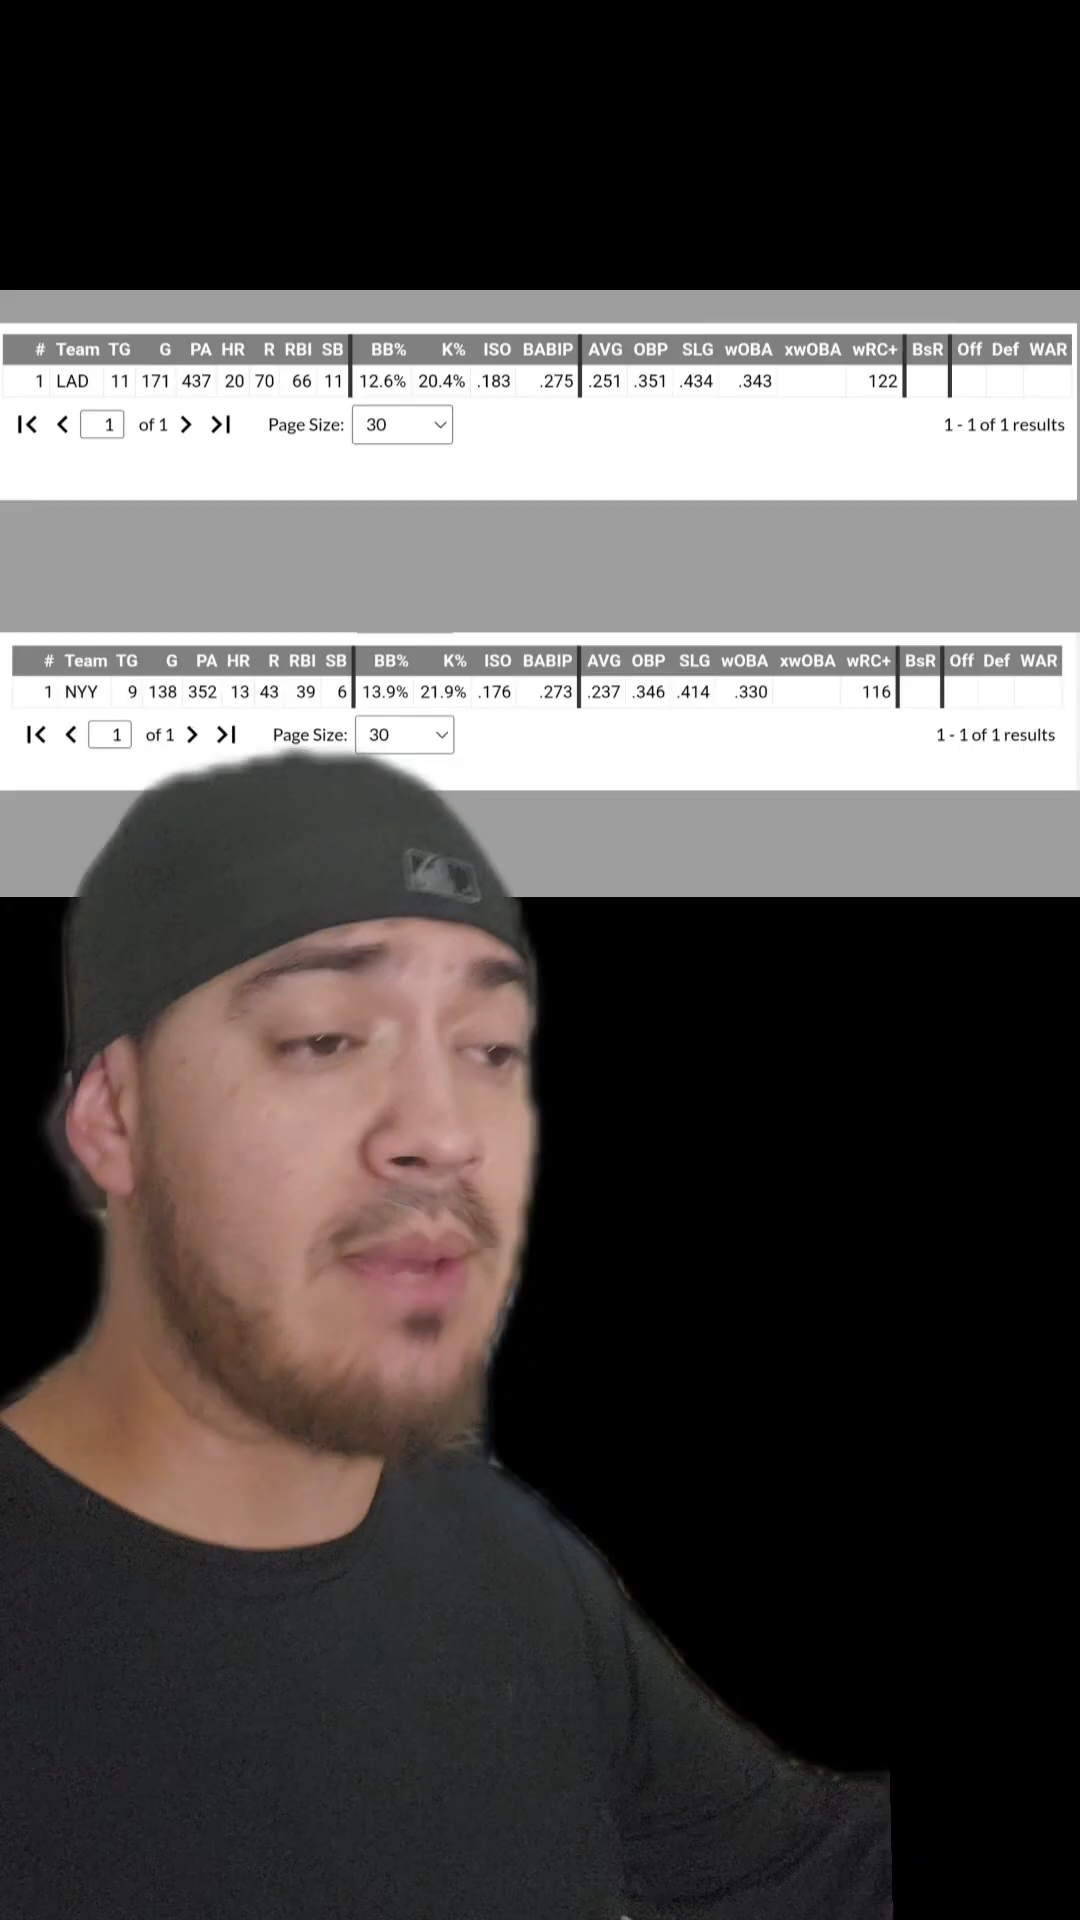 # Team TG G PA HR R RBI SB BB% K% ISO BABIP AVG OBP SLG wOBA xwOBA wRC+ BsR Off Def WAR
1 LAD 11 171 437 20 70 66 11 12.6% 20.4% .183 .275 .251 .351 .434 .343 122
1 of 1 Page Size: 30 1 - 1 of 1 results
# Team TG G PA HR R RBI SB BB% K% ISO BABIP AVG OBP SLG wOBA xwOBA wRC+ BsR Off Def WAR
1 NYY 9 138 352 13 43 39 6 13.9% 21.9% .176 .273 .237 .346 .414 .330 116
1 of 1 Page Size: 30 1 - 1 of 1 results